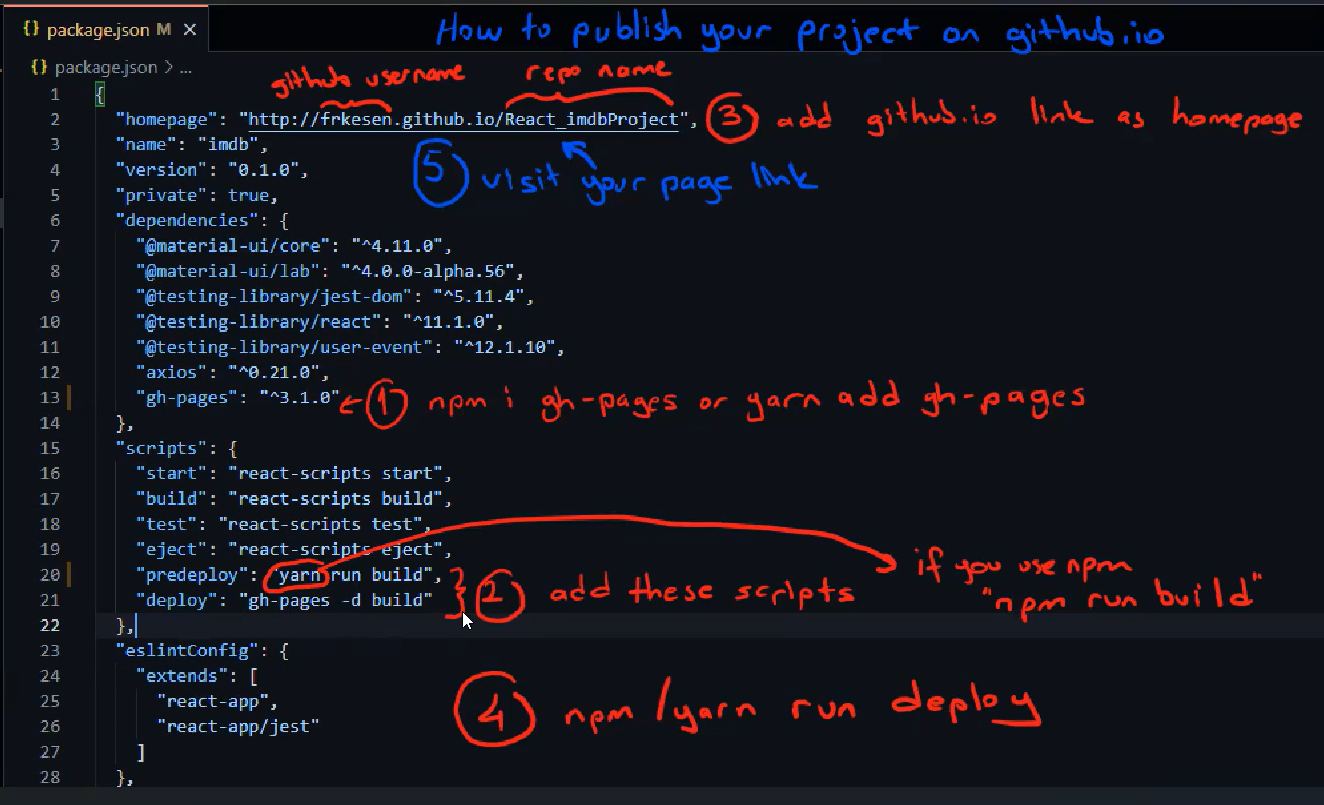 {} package.json M ×
How to publish your project on github.io
{} package.json > ...
github username
repo name
1 {
2 "homepage": "http://frkesen.github.io/React_imdbProject",
3 add github.io link as homepage
3 "name": "imdb",
4 "version": "0.1.0",
5 visit your page link
5 "private": true,
6 "dependencies": {
7 "@material-ui/core": "^4.11.0",
8 "@material-ui/lab": "^4.0.0-alpha.56",
9 "@testing-library/jest-dom": "^5.11.4",
10 "@testing-library/react": "^11.1.0",
11 "@testing-library/user-event": "^12.1.10",
12 "axios": "^0.21.0",
13 "gh-pages": "^3.1.0"
1 npm i gh-pages or yarn add gh-pages
14 },
15 "scripts": {
16 "start": "react-scripts start",
17 "build": "react-scripts build",
18 "test": "react-scripts test",
19 "eject": "react-scripts eject",
20 "predeploy": "yarn run build",
if you use npm
"npm run build"
21 "deploy": "gh-pages -d build"
2 add these scripts
22 },
23 "eslintConfig": {
24 "extends": [
25 "react-app",
26 "react-app/jest"
4 npm/yarn run deploy
27 ]
28 },